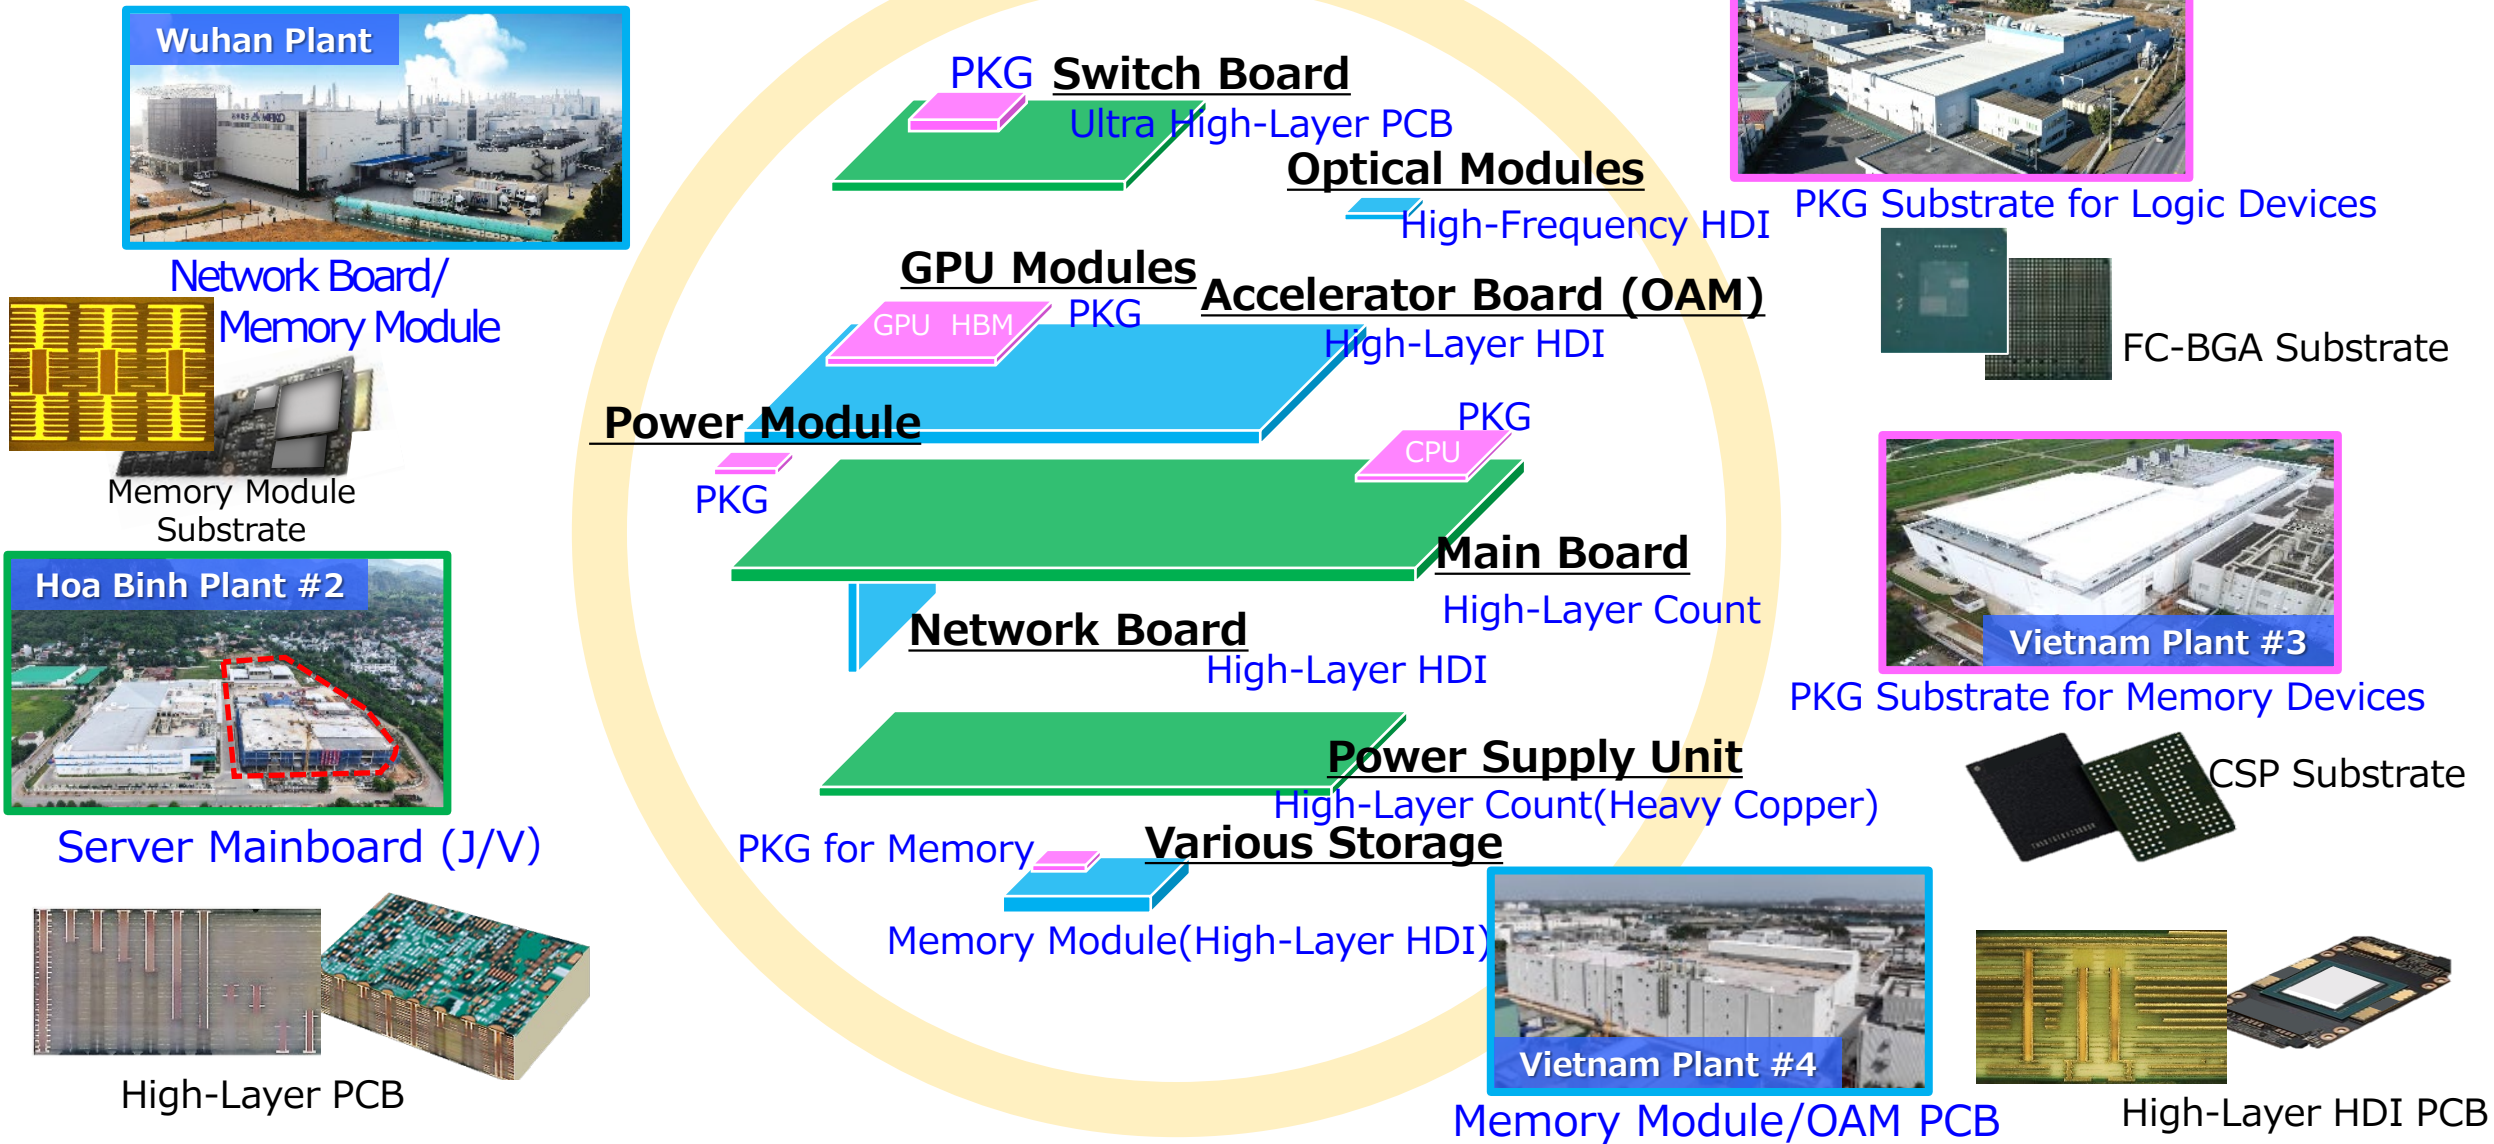 Wuhan Plant
MEIKO
Network Board/
Memory Module
Memory Module
Substrate
Hoa Binh Plant #2
Server Mainboard (J/V)
High-Layer PCB
PKG Switch Board
Ultra High-Layer PCB
Optical Modules
High-Frequency HDI
GPU Modules
GPU HBM
PKG
Accelerator Board (OAM)
High-Layer HDI
Power Module
PKG
PKG
CPU
Main Board
High-Layer Count
Network Board
High-Layer HDI
Power Supply Unit
High-Layer Count(Heavy Copper)
PKG for Memory
Various Storage
Memory Module(High-Layer HDI)
PKG Substrate for Logic Devices
FC-BGA Substrate
Vietnam Plant #3
PKG Substrate for Memory Devices
CSP Substrate
Vietnam Plant #4
Memory Module/OAM PCB
High-Layer HDI PCB